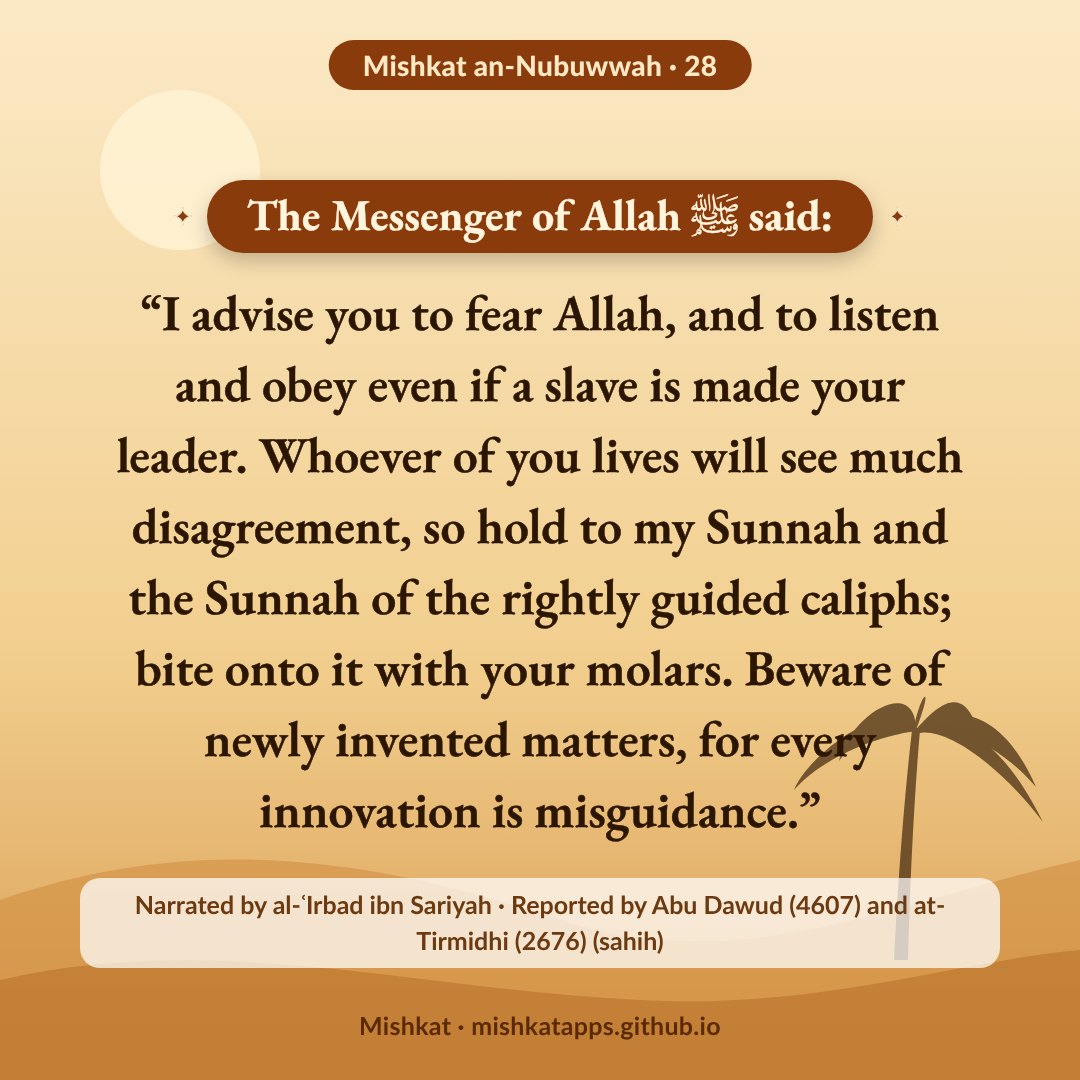 Mishkat an-Nubuwwah · 28
The Messenger of Allah ﷺ said:
“I advise you to fear Allah, and to listen
and obey even if a slave is made your
leader. Whoever of you lives will see much
disagreement, so hold to my Sunnah and
the Sunnah of the rightly guided caliphs;
bite onto it with your molars. Beware of
newly invented matters, for every
innovation is misguidance.”
Narrated by al-ʿIrbad ibn Sariyah · Reported by Abu Dawud (4607) and at-
Tirmidhi (2676) (sahih)
Mishkat · mishkatapps.github.io